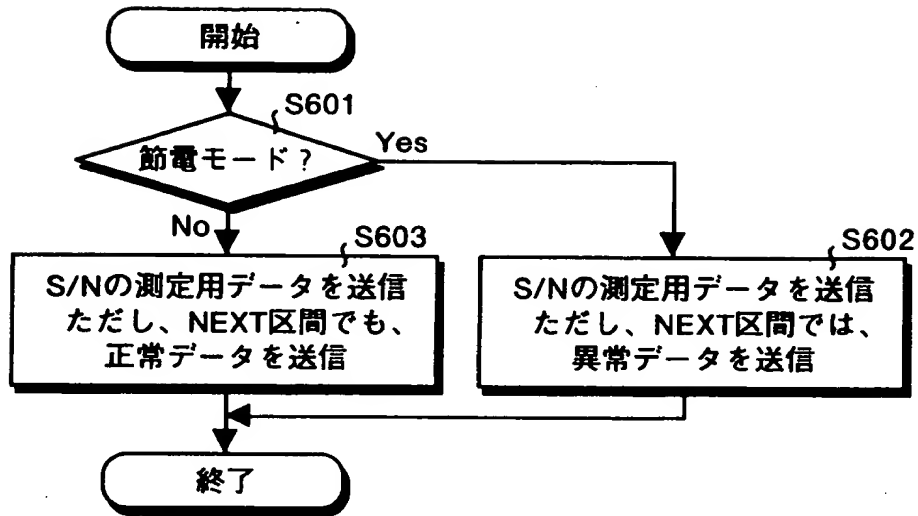 開始
S601
節電モード?
Yes
No
S603
S/Nの測定用データを送信
ただし、NEXT区間でも、
正常データを送信
S602
S/Nの測定用データを送信
ただし、NEXT区間では、
異常データを送信
終了